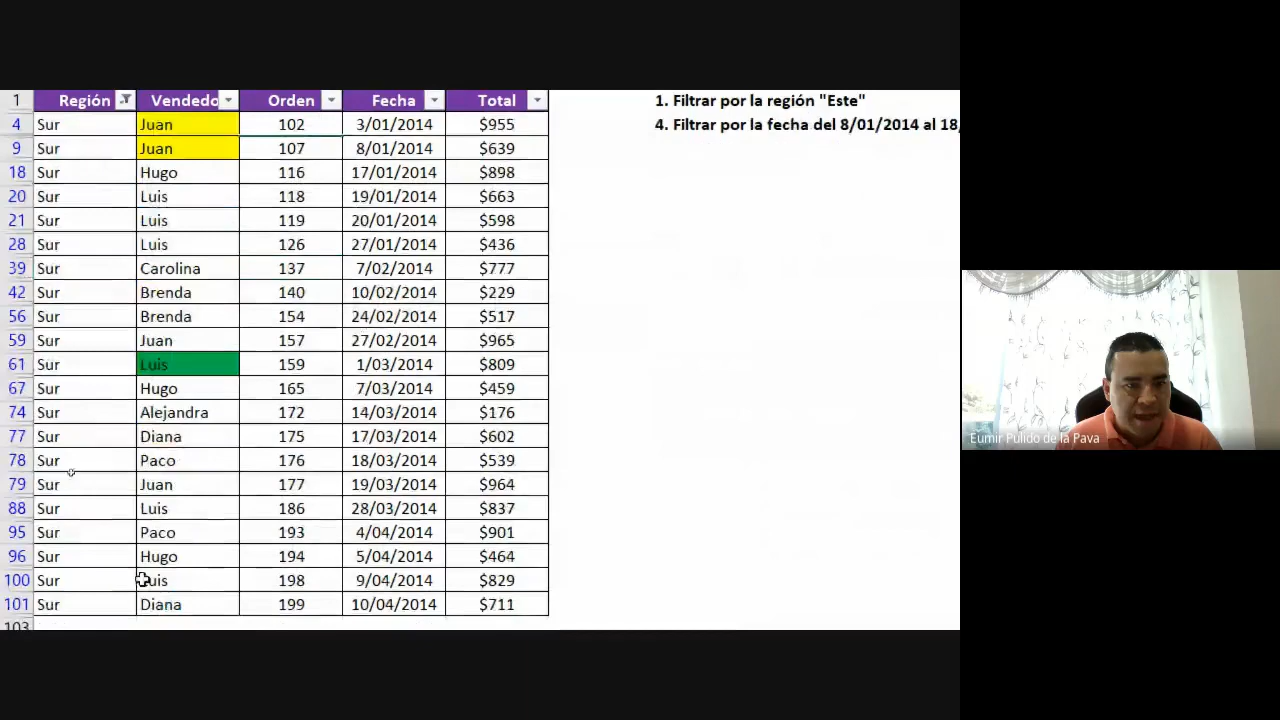 1 Región Vendedo Orden Fecha Total
4 Sur Juan 102 3/01/2014 $955
9 Sur Juan 107 8/01/2014 $639
18 Sur Hugo 116 17/01/2014 $898
20 Sur Luis 118 19/01/2014 $663
21 Sur Luis 119 20/01/2014 $598
28 Sur Luis 126 27/01/2014 $436
39 Sur Carolina 137 7/02/2014 $777
42 Sur Brenda 140 10/02/2014 $229
56 Sur Brenda 154 24/02/2014 $517
59 Sur Juan 157 27/02/2014 $965
61 Sur Luis 159 1/03/2014 $809
67 Sur Hugo 165 7/03/2014 $459
74 Sur Alejandra 172 14/03/2014 $176
77 Sur Diana 175 17/03/2014 $602
78 Sur Paco 176 18/03/2014 $539
79 Sur Juan 177 19/03/2014 $964
88 Sur Luis 186 28/03/2014 $837
95 Sur Paco 193 4/04/2014 $901
96 Sur Hugo 194 5/04/2014 $464
100 Sur Luis 198 9/04/2014 $829
101 Sur Diana 199 10/04/2014 $711
103
1. Filtrar por la región "Este"
4. Filtrar por la fecha del 8/01/2014 al 18/
Eumir Pulido de la Pava